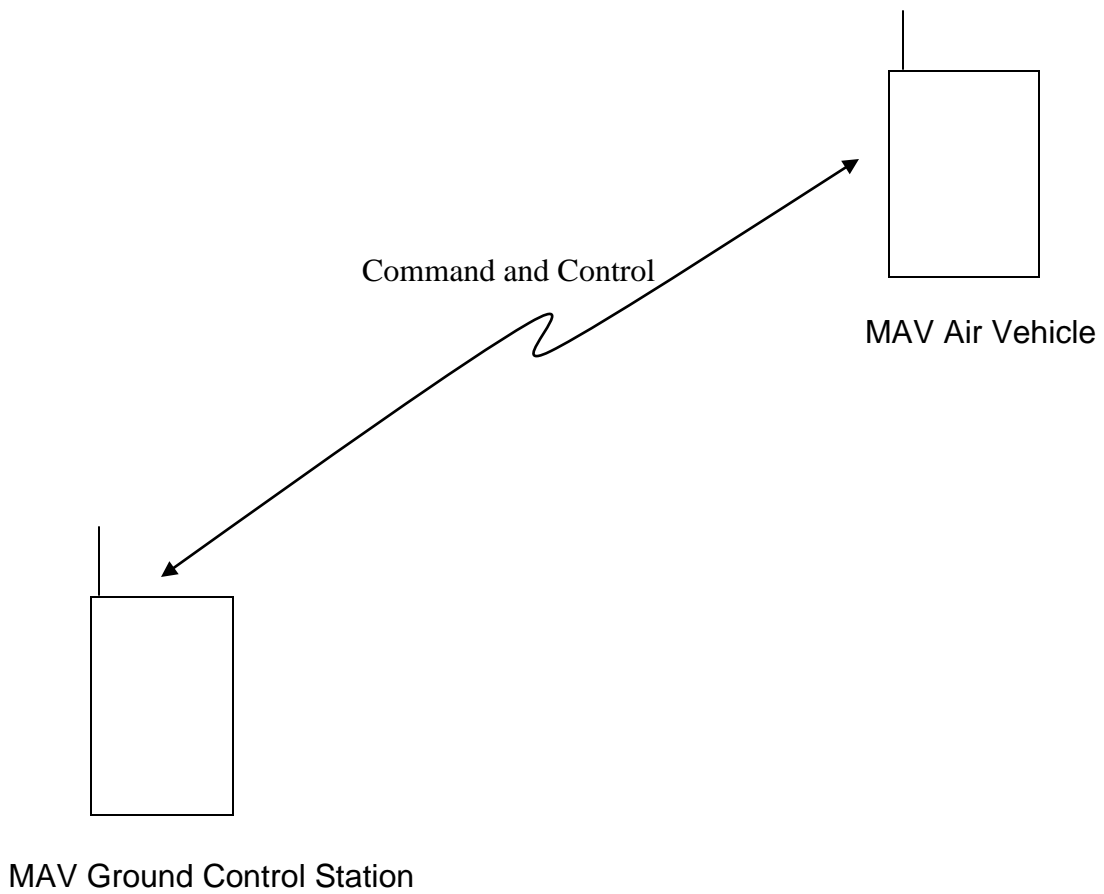 Command and Control
MAV Air Vehicle
MAV Ground Control Station